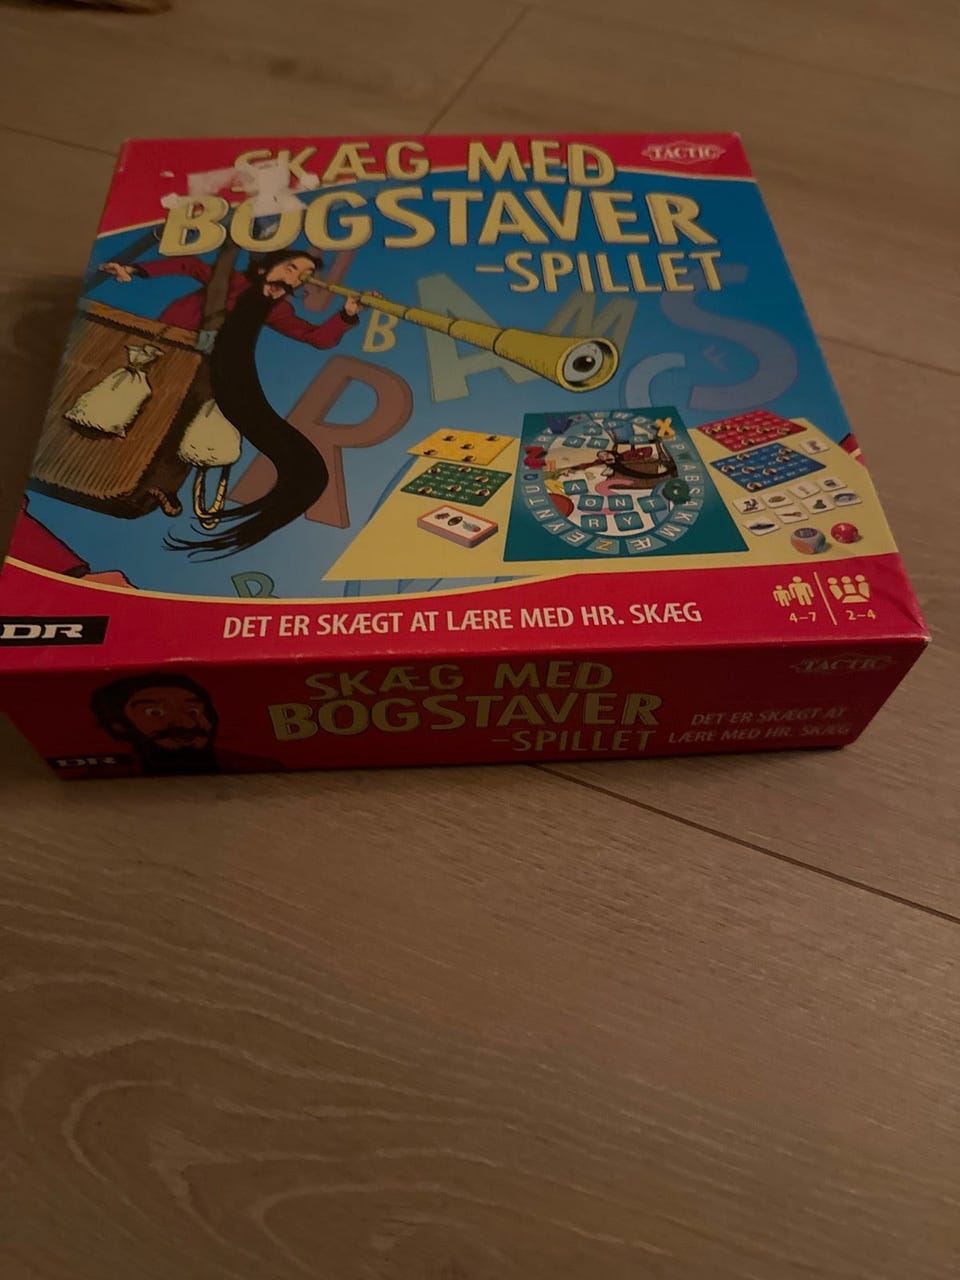 SKÆG MED
BOGSTAVER
-SPILLET
TACTIC
DET ER SKÆGT AT LÆRE MED HR. SKÆG
4-7
2-4
DR
SKÆG MED
BOGSTAVER
-SPILLET
TACTIC
DET ER SKÆGT AT
LÆRE MED HR. SKÆG
DR